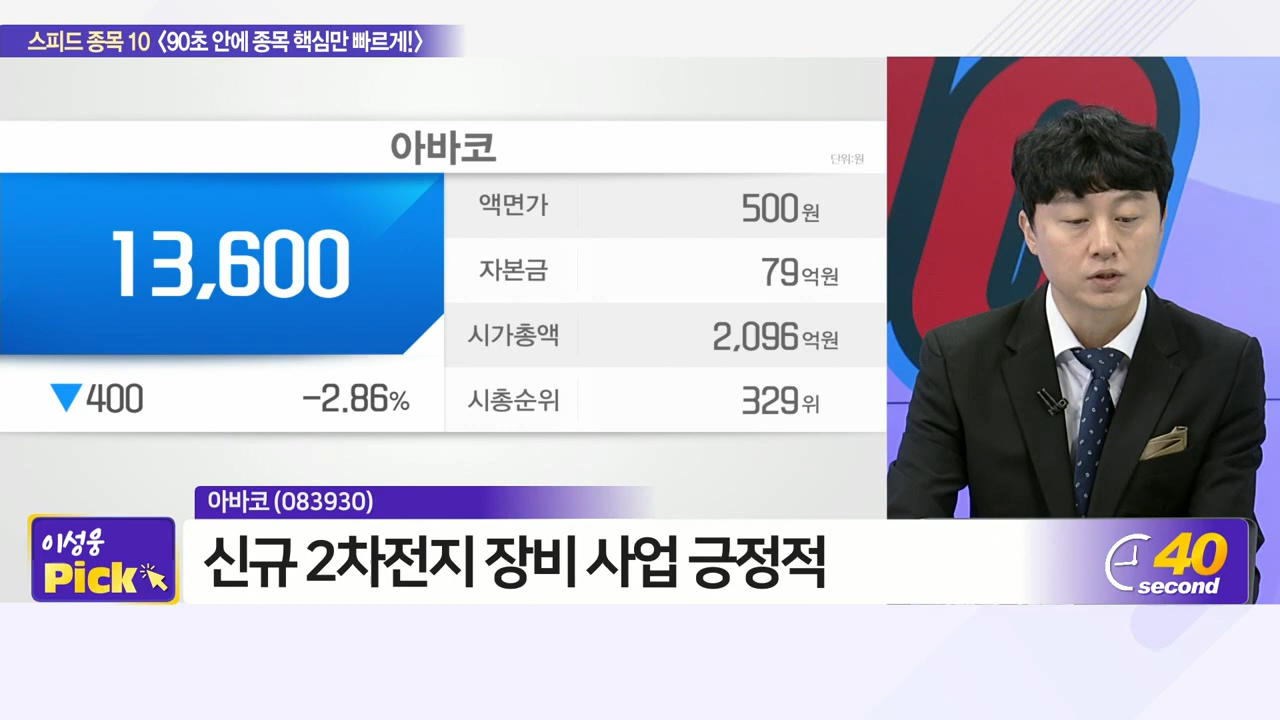 스피드 종목 10 〈90초 안에 종목 핵심만 빠르게!〉
아바코
단위:원
13,600
▼400 -2.86%
액면가 500원
자본금 79억원
시가총액 2,096억원
시총순위 329위
아바코 (083930)
이성웅
Pick
신규 2차전지 장비 사업 긍정적
40
second